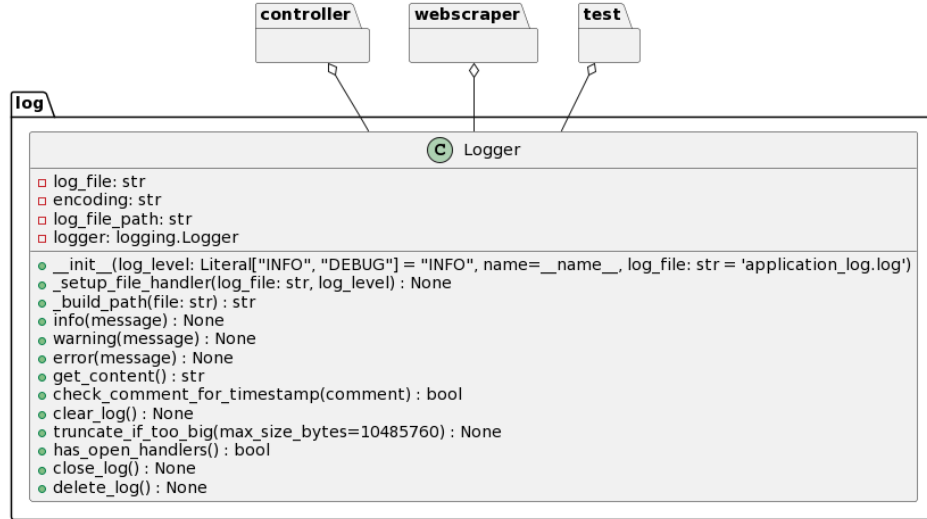 controller
webscraper
test
log
C Logger
log_file: str
encoding: str
log_file_path: str
logger: logging.Logger
__init__(log_level: Literal["INFO", "DEBUG"] = "INFO", name=__name__, log_file: str = 'application_log.log')
_setup_file_handler(log_file: str, log_level) : None
_build_path(file: str) : str
info(message) : None
warning(message) : None
error(message) : None
get_content() : str
check_comment_for_timestamp(comment) : bool
clear_log() : None
truncate_if_too_big(max_size_bytes=10485760) : None
has_open_handlers() : bool
close_log() : None
delete_log() : None